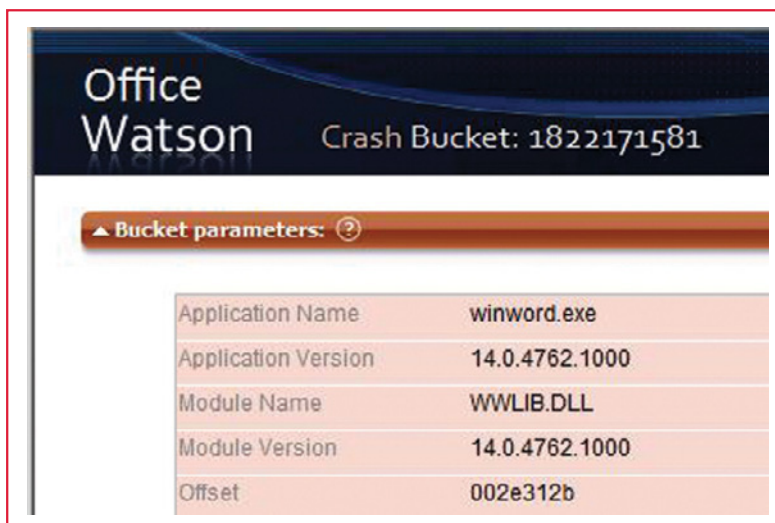 Office
Watson Crash Bucket: 1822171581
Bucket parameters: ?
Application Name winword.exe
Application Version 14.0.4762.1000
Module Name WWLIB.DLL
Module Version 14.0.4762.1000
Offset 002e312b